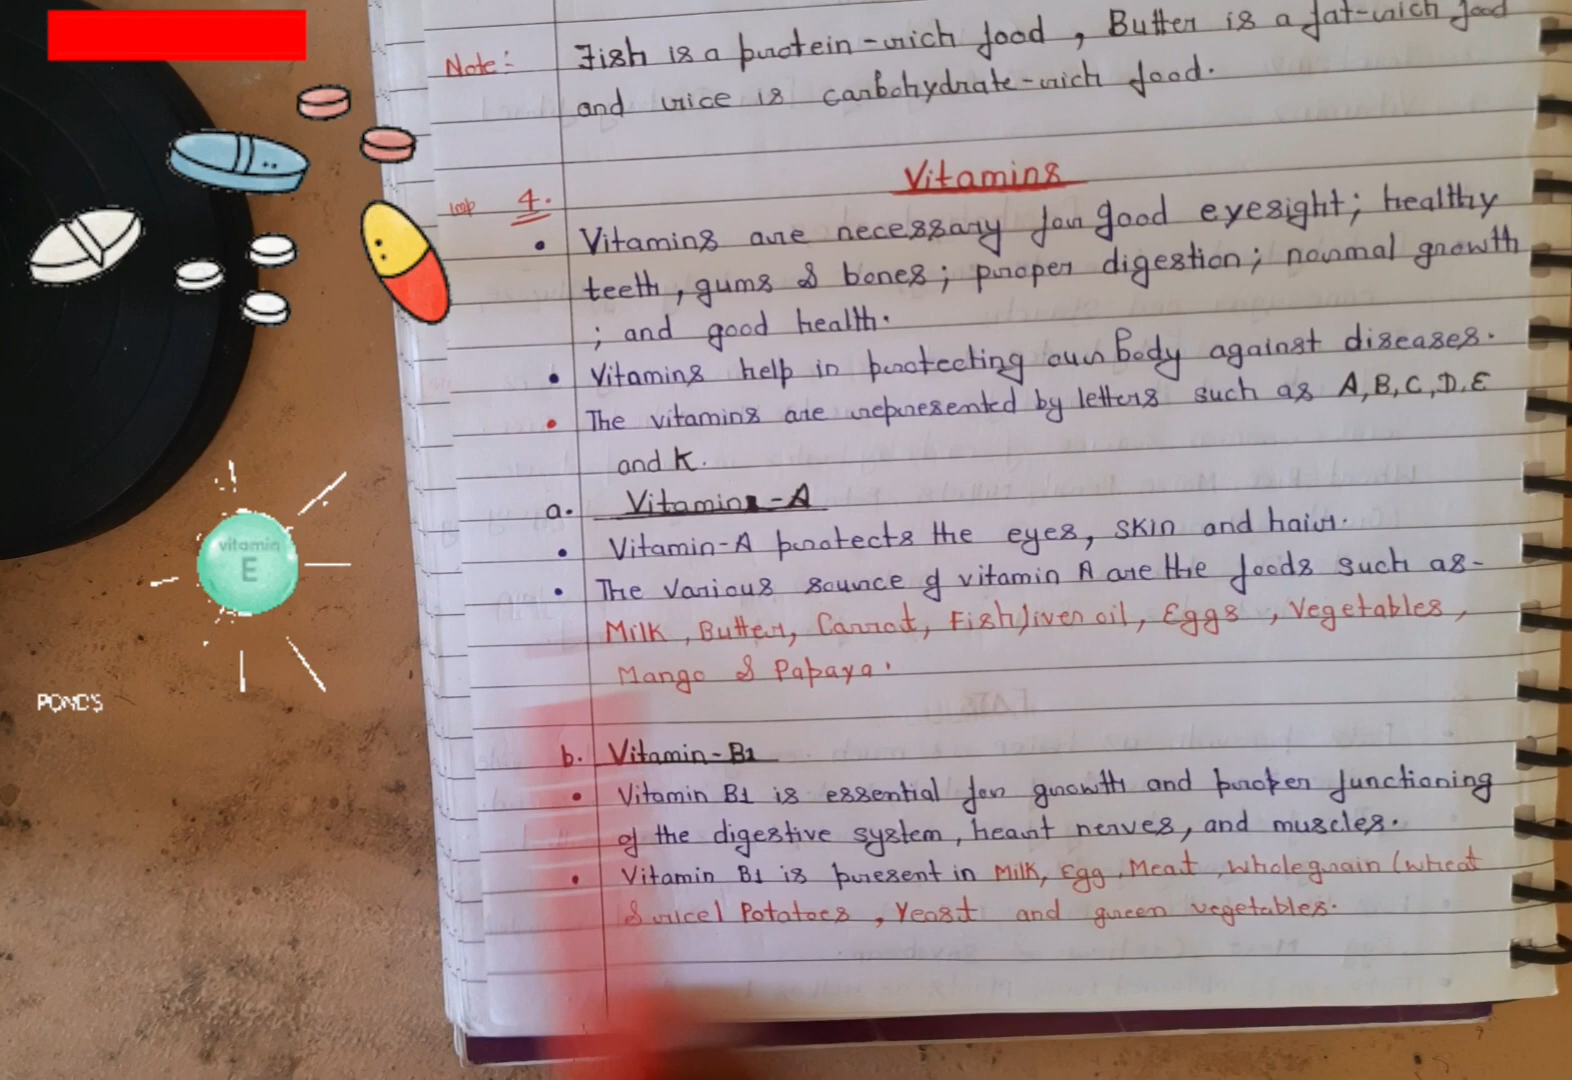 Note:- Fish is a protein-rich food, Butter is a fat-rich food
and rice is carbohydrate-rich food.
Vitamins
Imp 4.
• Vitamins are necessary for good eyesight; healthy
teeth, gums & bones; proper digestion; normal growth
; and good health.
• Vitamins help in protecting our Body against diseases.
• The vitamins are represented by letters such as A, B, C, D, E
and K.
a. Vitamins-A
• Vitamin-A protects the eyes, skin and hair.
• The various source of vitamin A are the foods such as-
Milk, Butter, Carrot, Fish liver oil, Eggs, Vegetables,
Mango & Papaya.
b. Vitamin-B1
• Vitamin B1 is essential for growth and proper functioning
of the digestive system, heart nerves, and muscles.
• Vitamin B1 is present in Milk, Egg, Meat, Whole grain (wheat
& rice) Potatoes, Yeast and green vegetables.
vitamin
E
POND'S